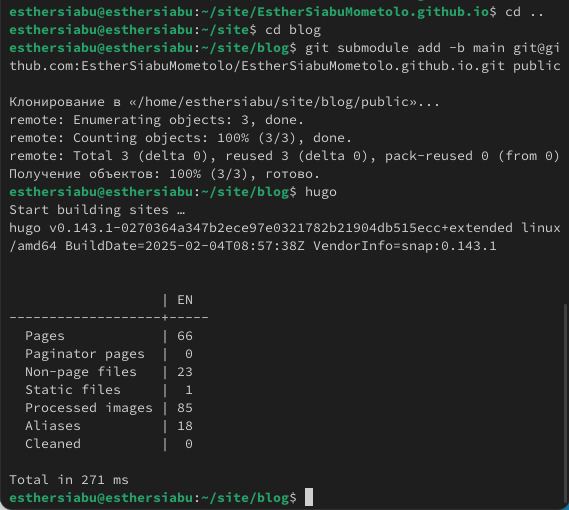 esthersiabu@esthersiabu:~/site/EstherSiabuMometolo.github.io$ cd ..
esthersiabu@esthersiabu:~/site$ cd blog
esthersiabu@esthersiabu:~/site/blog$ git submodule add -b main git@gi
thub.com:EstherSiabuMometolo/EstherSiabuMometolo.github.io.git public
Клонирование в «/home/esthersiabu/site/blog/public»...
remote: Enumerating objects: 3, done.
remote: Counting objects: 100% (3/3), done.
remote: Total 3 (delta 0), reused 3 (delta 0), pack-reused 0 (from 0)
Получение объектов: 100% (3/3), готово.
esthersiabu@esthersiabu:~/site/blog$ hugo
Start building sites …
hugo v0.143.1-0270364a347b2ece97e0321782b21904db515ecc+extended linux
/amd64 BuildDate=2025-02-04T08:57:38Z VendorInfo=snap:0.143.1
                   | EN
-------------------+-----
  Pages            | 66
  Paginator pages  |  0
  Non-page files   | 23
  Static files     |  1
  Processed images | 85
  Aliases          | 18
  Cleaned          |  0
Total in 271 ms
esthersiabu@esthersiabu:~/site/blog$